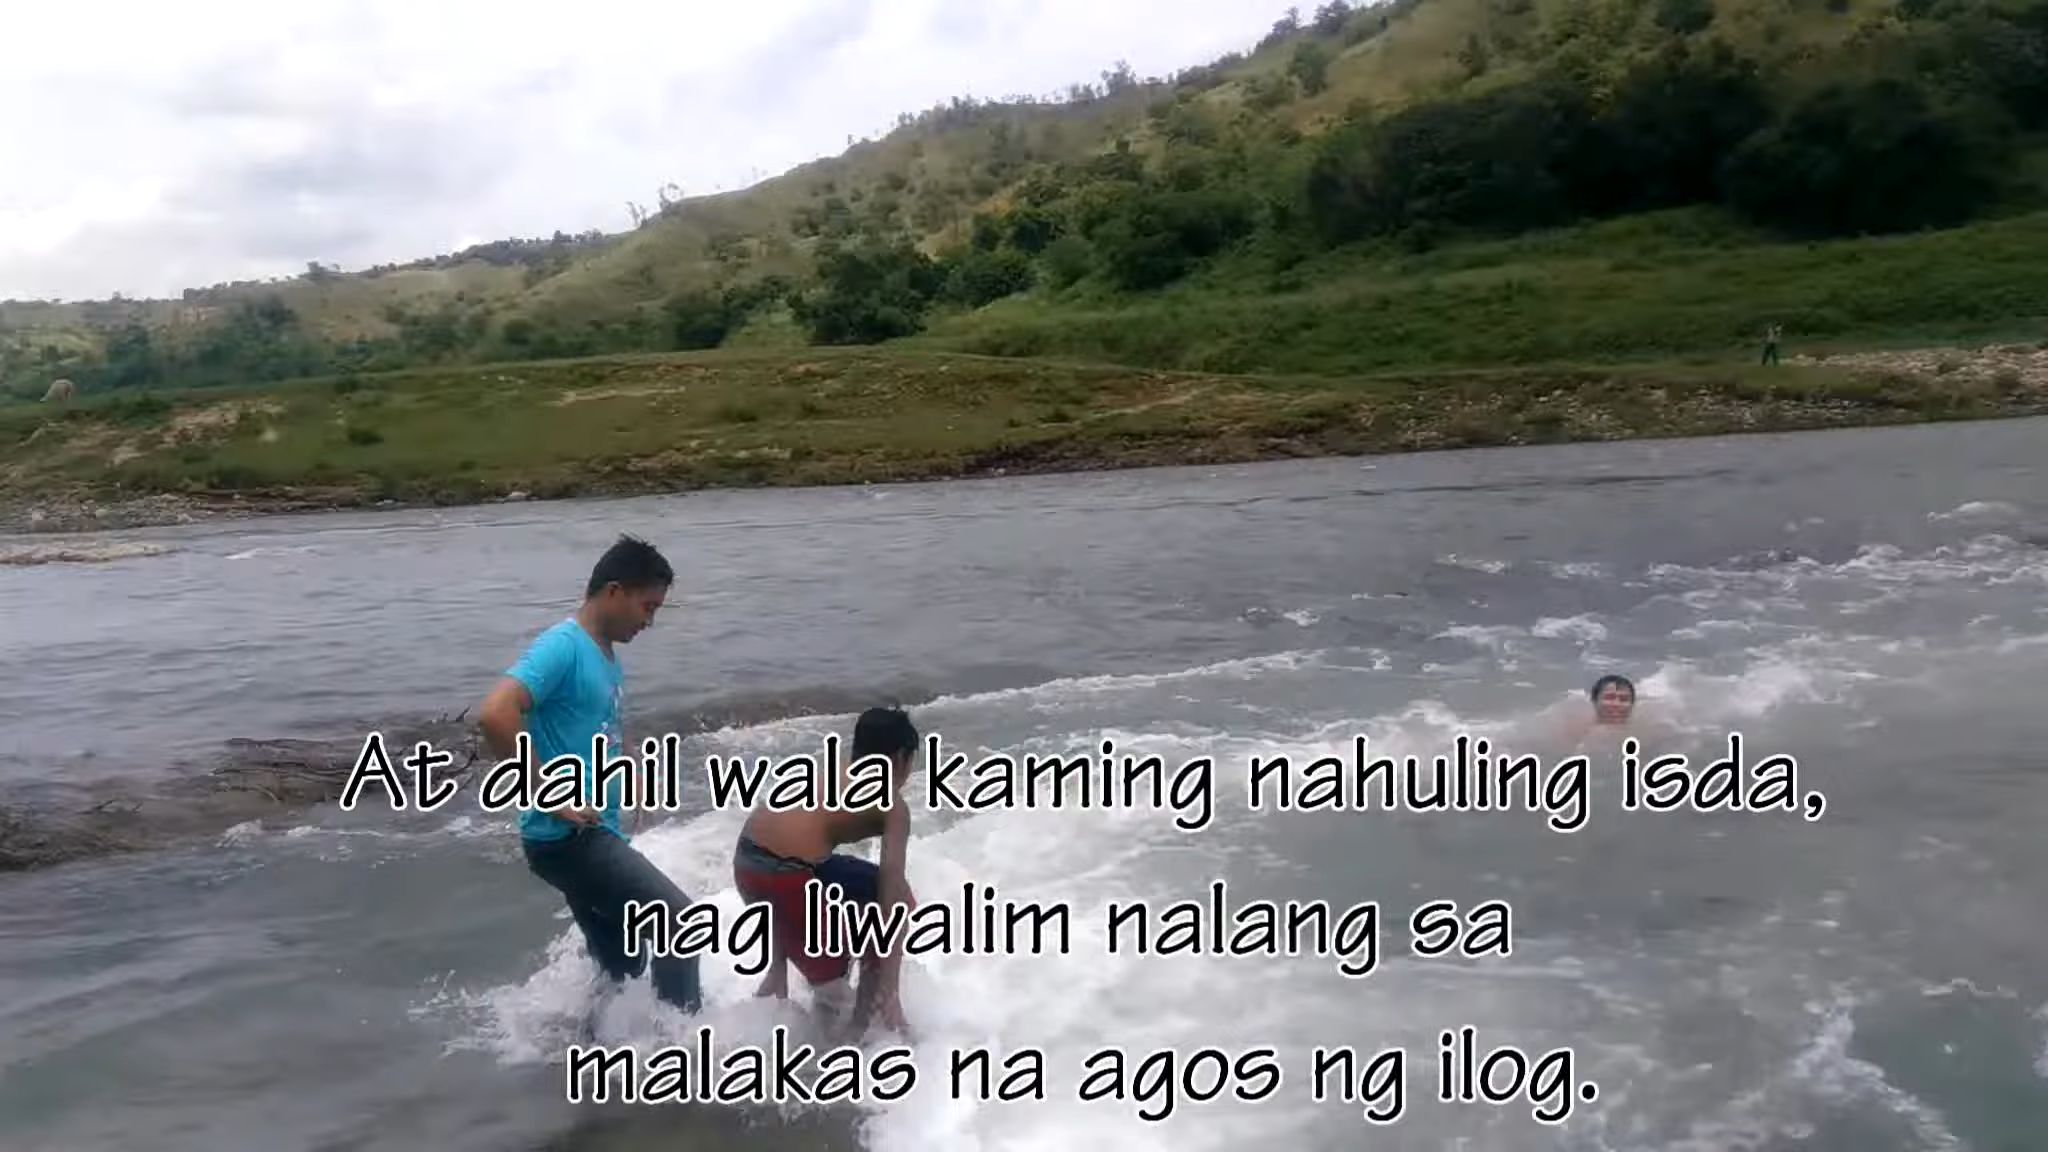 At dahil wala kaming nahuling isda,
nag liwalim nalang sa
malakas na agos ng ilog.